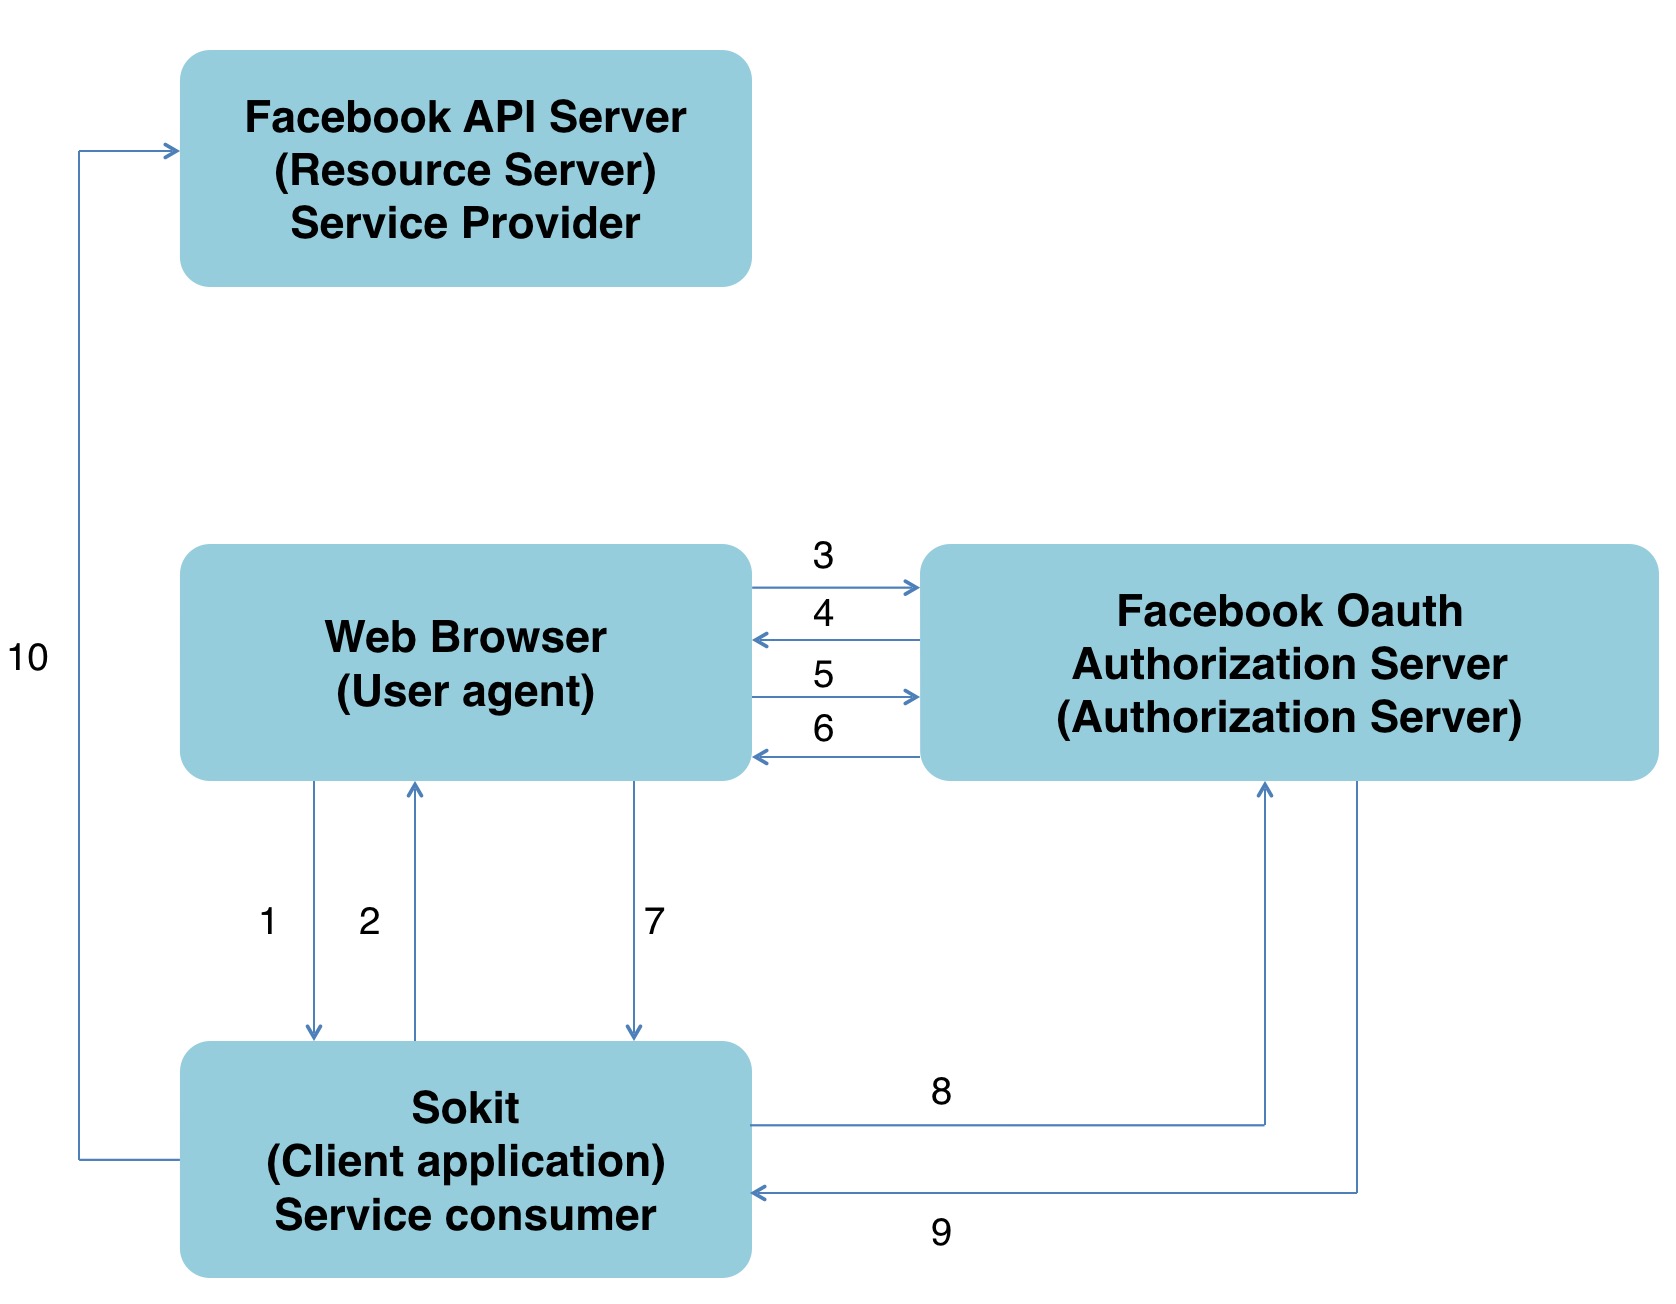 Facebook API Server
(Resource Server)
Service Provider
3
4
5
6
Web Browser
(User agent)
Facebook Oauth
Authorization Server
(Authorization Server)
10
1
2
7
8
9
Sokit
(Client application)
Service consumer